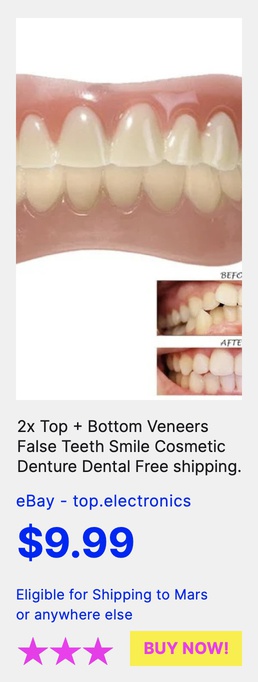 BEFO
AFTE
2x Top + Bottom Veneers
False Teeth Smile Cosmetic
Denture Dental Free shipping.
eBay - top.electronics
$9.99
Eligible for Shipping to Mars
or anywhere else
BUY NOW!